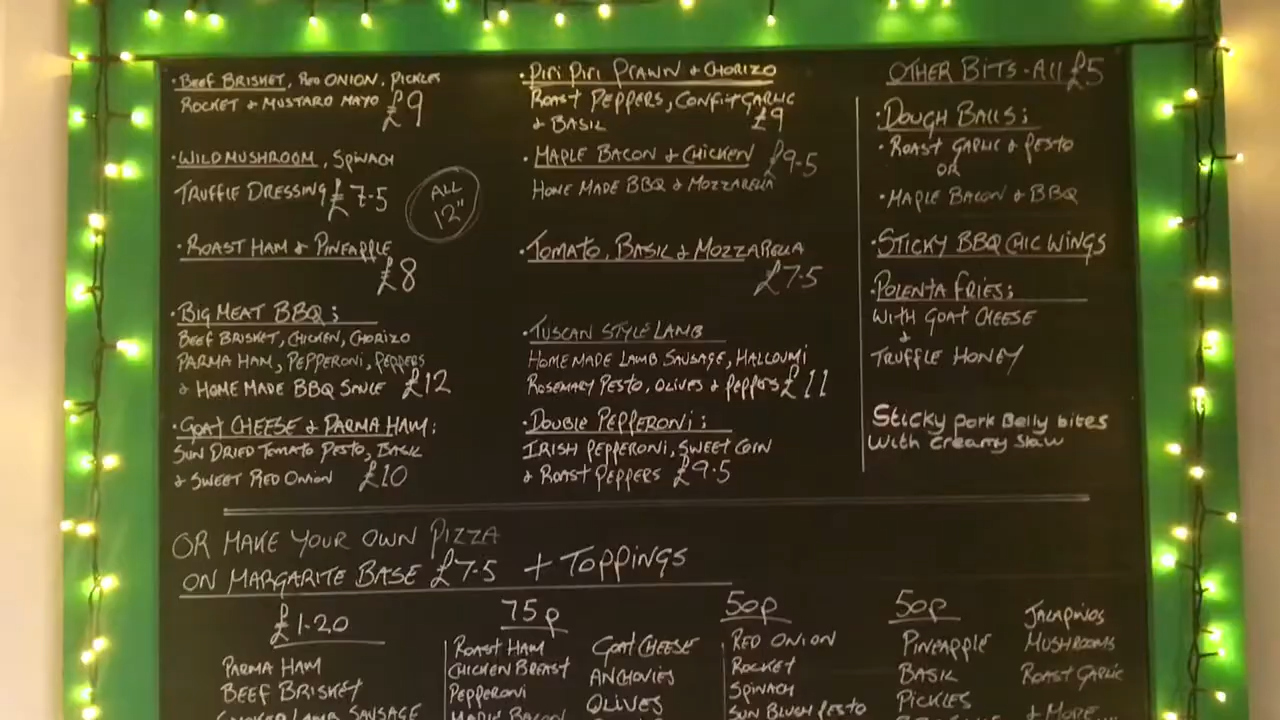 · BEEF BRISKET, RED ONION, PICKLES
ROCKET & MUSTARD MAYO £9
· WILD MUSHROOM, SPINACH
TRUFFLE DRESSING £7.5
ALL
12"
· ROAST HAM & PINEAPPLE
£8
· BIG MEAT BBQ:
BEEF BRISKET, CHICKEN, CHORIZO
PARMA HAM, PEPPERONI, PEPPERS
& HOME MADE BBQ SAUCE £12
· GOAT CHEESE & PARMA HAM:
SUN DRIED TOMATO PESTO, BASIL
& SWEET RED ONION £10
· PIRI PIRI PRAWN & CHORIZO
ROAST PEPPERS, CONFIT GARLIC
& BASIL £9
· MAPLE BACON & CHICKEN £9.5
HOME MADE BBQ & MOZZARELLA
· TOMATO, BASIL & MOZZARELLA
£7.5
· TUSCAN STYLE LAMB
HOMEMADE LAMB SAUSAGE, HALLOUMI
ROSEMARY PESTO, OLIVES & PEPPERS £11
· DOUBLE PEPPERONI:
IRISH PEPPERONI, SWEET CORN
& ROAST PEPPERS £9.5
OTHER BITS - All £5
· DOUGH BALLS:
· ROAST GARLIC & PESTO
OR
· MAPLE BACON & BBQ
· STICKY BBQ CHIC WINGS
· POLENTA FRIES:
WITH GOAT CHEESE
&
TRUFFLE HONEY
Sticky pork Belly bites
With Creamy Slaw
OR MAKE YOUR OWN PIZZA
ON MARGARITE BASE £7.5 + TOPPINGS
£1.20
PARMA HAM
BEEF BRISKET
SMOKED LAMB SAUSAGE
75p
ROAST HAM
CHICKEN BREAST
PEPPERONI
MAPLE BACON
GOAT CHEESE
ANCHOVIES
OLIVES
50p
RED ONION
ROCKET
SPINACH
SUN BLUSH PESTO
50p
PINEAPPLE
BASIL
PICKLES
JALAPINOS
MUSHROOMS
ROAST GARLIC
& MORE